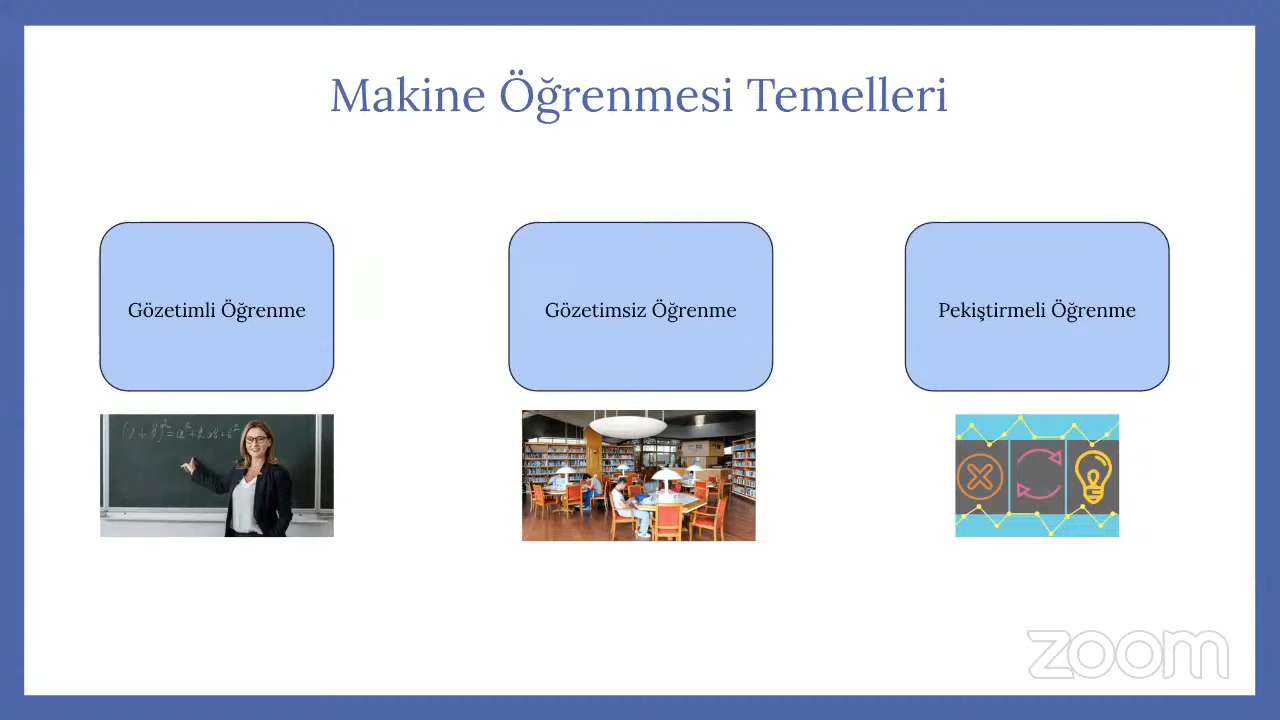 Makine Öğrenmesi Temelleri
Gözetimli Öğrenme
Gözetimsiz Öğrenme
Pekiştirmeli Öğrenme
zoom